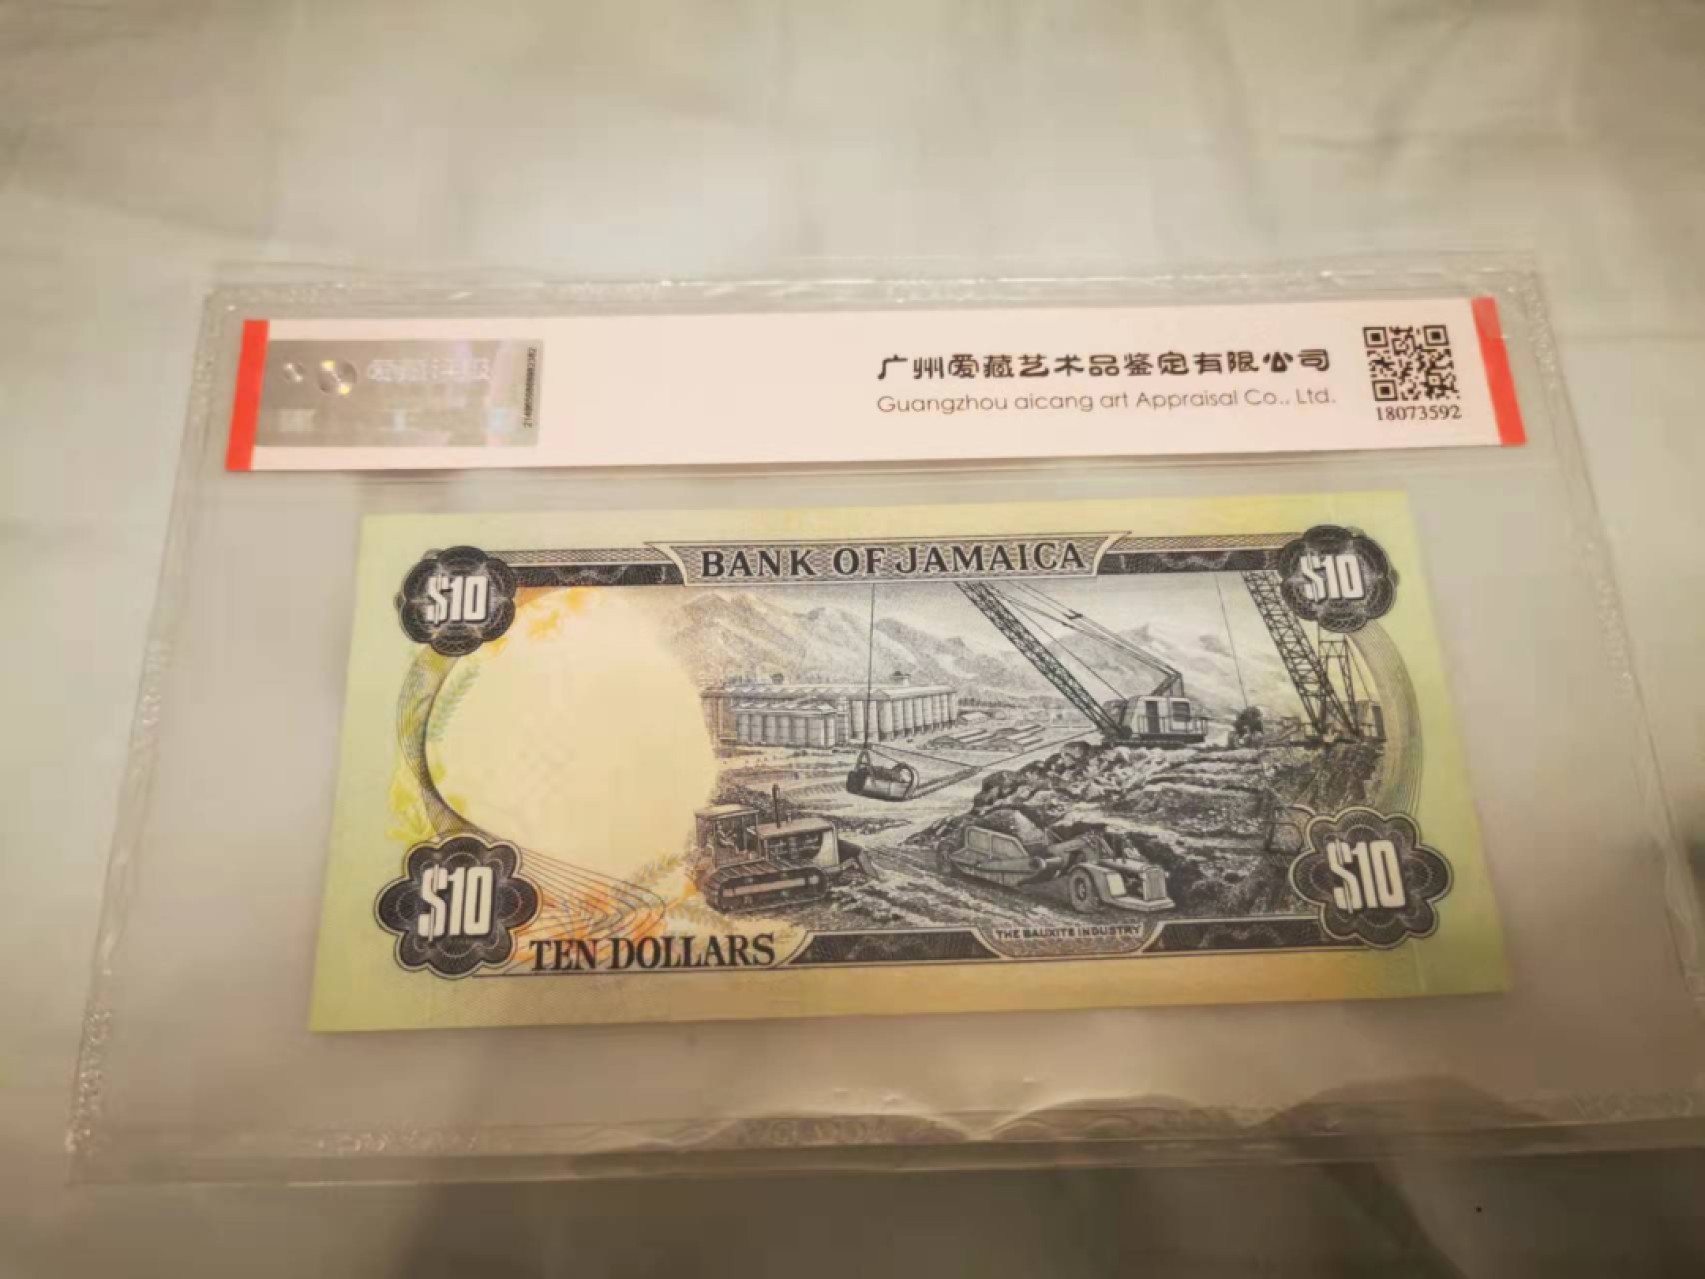 广州爱藏艺术品鉴定有限公司
Guangzhou aicang art Appraisal Co., Ltd.
18073592
BANK OF JAMAICA
$10
$10
$10
$10
TEN DOLLARS
THE BAUXITE INDUSTRY